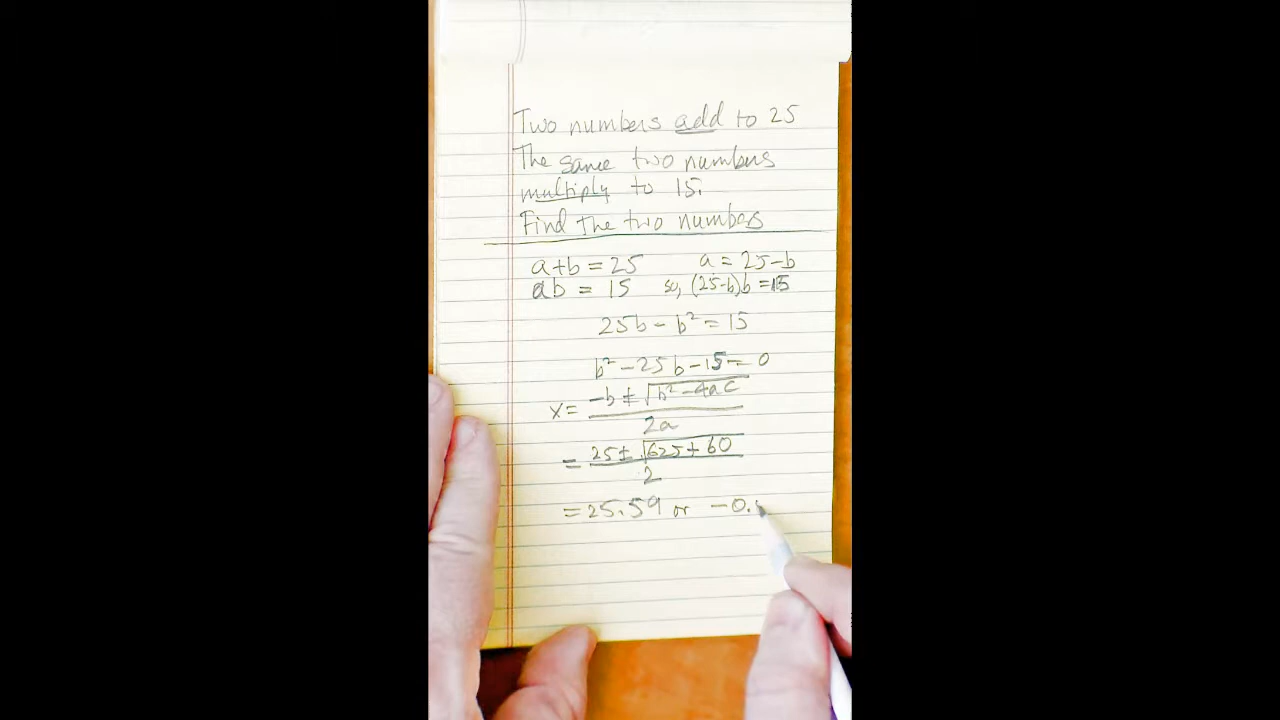 Two numbers add to 25
The same two numbers
multiply to 15.
Find the two numbers
a+b = 25 a = 25-b
ab = 15 so, (25-b)b = 15
25b - b² = 15
b² - 25b - 15 = 0
x = -b ± √b² - 4ac
2a
= 25 ± √625 + 60
2
= 25.59 or -0.